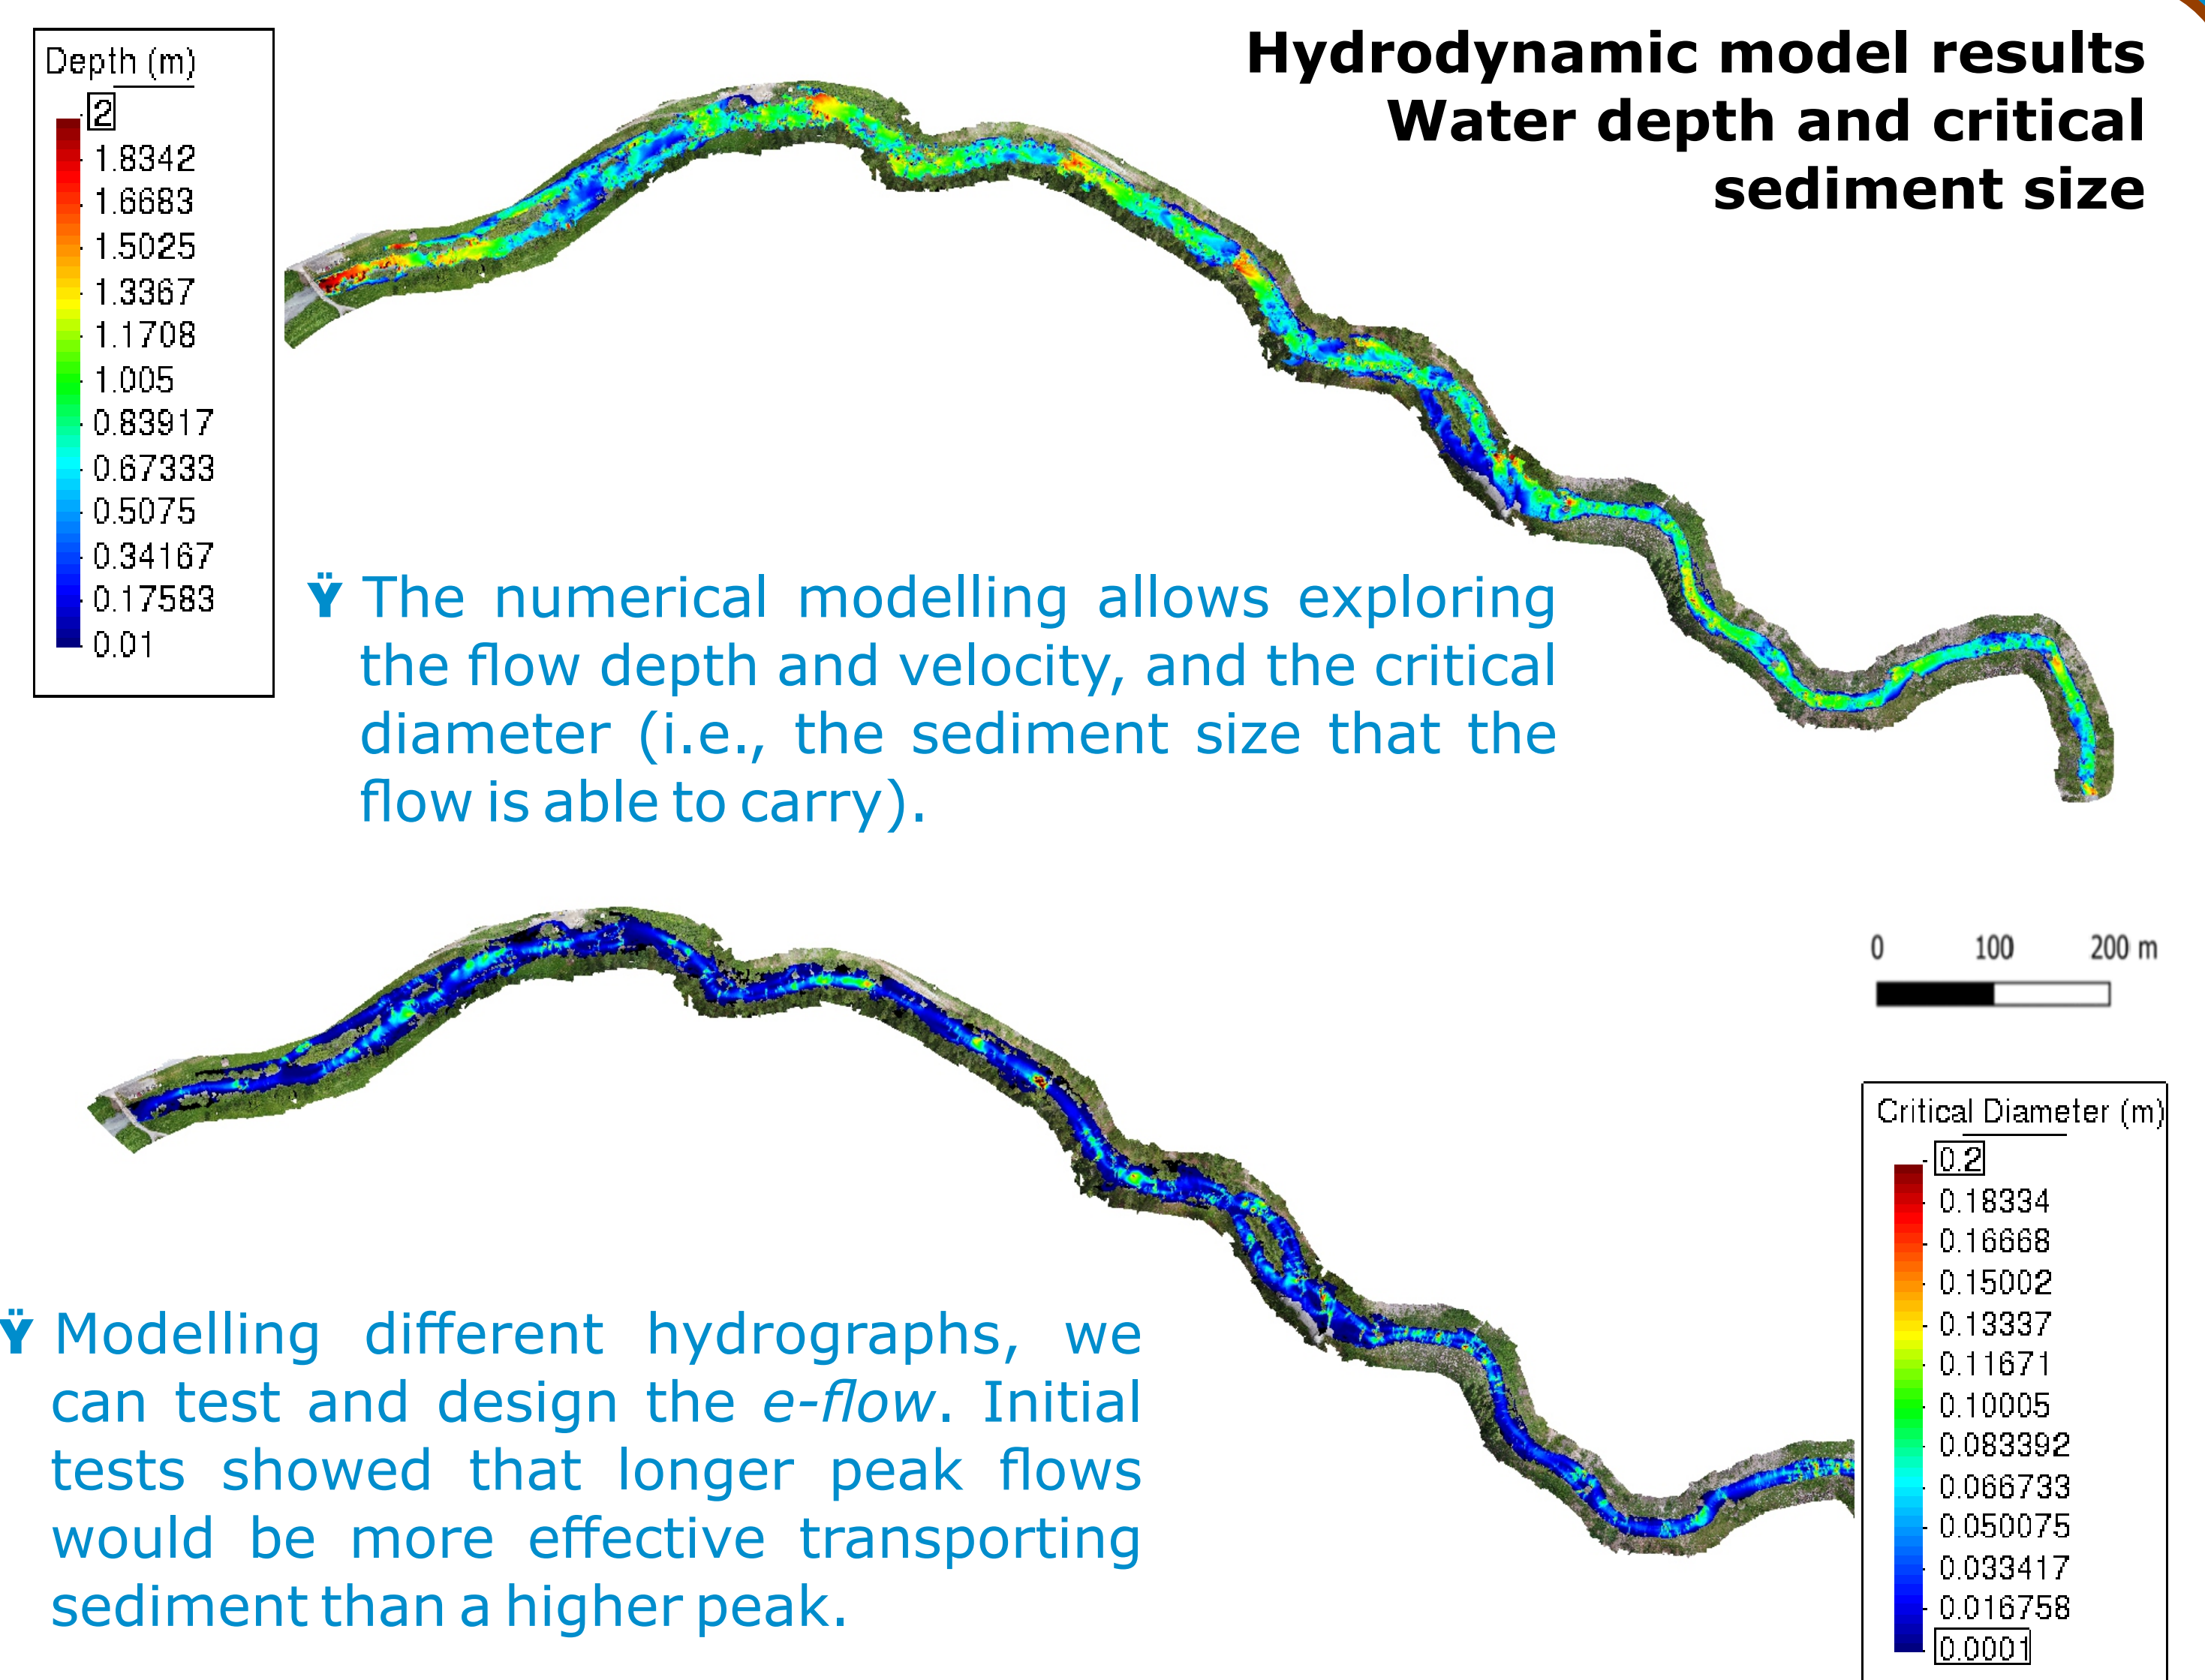 Hydrodynamic model results
Water depth and critical
sediment size
Depth (m)
2
1.8342
1.6683
1.5025
1.3367
1.1708
1.005
0.83917
0.67333
0.5075
0.34167
0.17583
0.01
Ÿ The numerical modelling allows exploring
the flow depth and velocity, and the critical
diameter (i.e., the sediment size that the
flow is able to carry).
0 100 200 m
Critical Diameter (m)
0.2
0.18334
0.16668
0.15002
0.13337
0.11671
0.10005
0.083392
0.066733
0.050075
0.033417
0.016758
0.0001
Ÿ Modelling different hydrographs, we
can test and design the e-flow. Initial
tests showed that longer peak flows
would be more effective transporting
sediment than a higher peak.